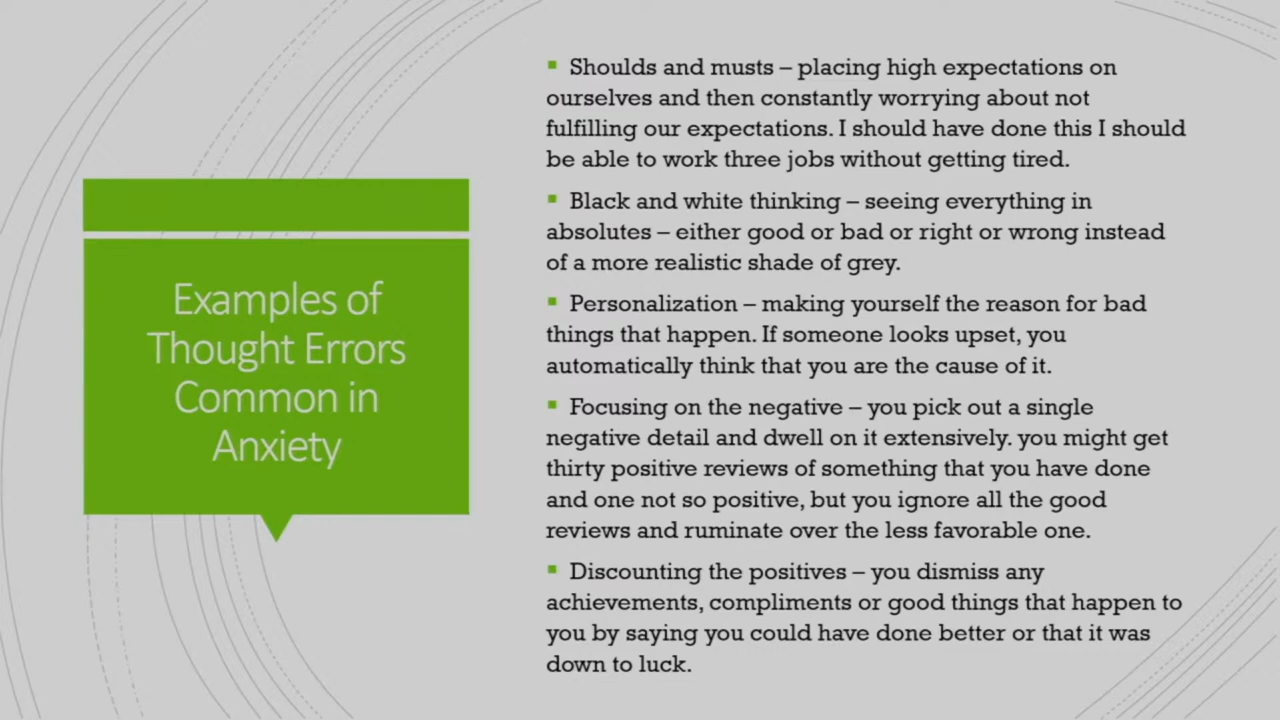 Examples of
Thought Errors
Common in
Anxiety
▪ Shoulds and musts – placing high expectations on
ourselves and then constantly worrying about not
fulfilling our expectations. I should have done this I should
be able to work three jobs without getting tired.
▪ Black and white thinking – seeing everything in
absolutes – either good or bad or right or wrong instead
of a more realistic shade of grey.
▪ Personalization – making yourself the reason for bad
things that happen. If someone looks upset, you
automatically think that you are the cause of it.
▪ Focusing on the negative – you pick out a single
negative detail and dwell on it extensively. you might get
thirty positive reviews of something that you have done
and one not so positive, but you ignore all the good
reviews and ruminate over the less favorable one.
▪ Discounting the positives – you dismiss any
achievements, compliments or good things that happen to
you by saying you could have done better or that it was
down to luck.